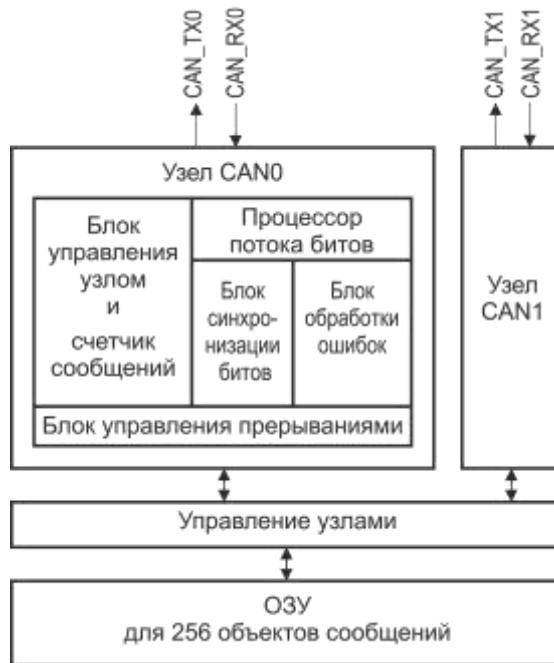 CAN_TX0
CAN_RX0
CAN_TX1
CAN_RX1
Узел CAN0
Блок
управления
узлом
и
счетчик
сообщений
Процессор
потока битов
Блок
синхро-
низации
битов
Блок
обработки
ошибок
Блок управления прерываниями
Узел
CAN1
Управление узлами
ОЗУ
для 256 объектов сообщений